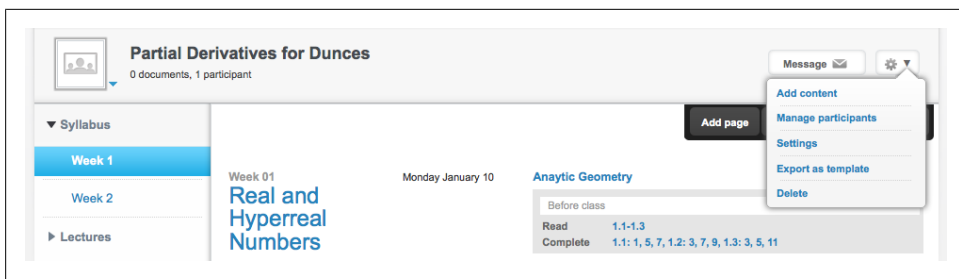 Partial Derivatives for Dunces
0 documents, 1 participant
Message
Add content
Manage participants
Settings
Export as template
Delete
Add page
Syllabus
Week 1
Week 2
Lectures
Week 01
Real and
Hyperreal
Numbers
Monday January 10
Anaytic Geometry
Before class
Read 1.1-1.3
Complete 1.1: 1, 5, 7, 1.2: 3, 7, 9, 1.3: 3, 5, 11